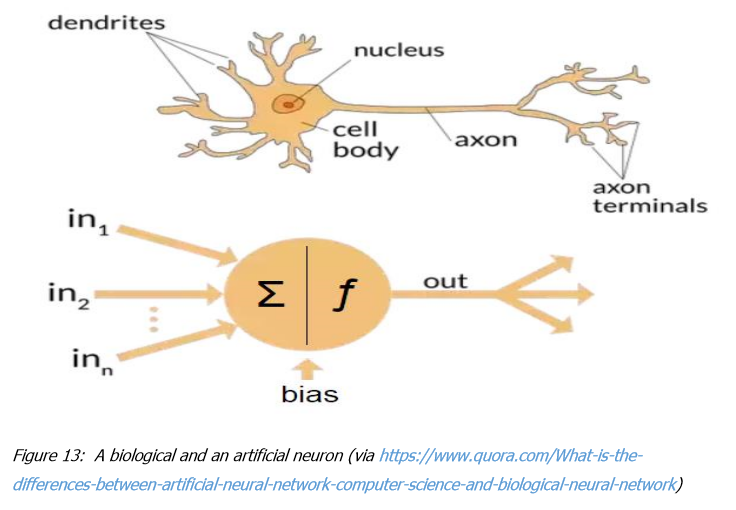 dendrites
nucleus
cell
body
axon
axon
terminals
in1
in2
inn
Σ
f
out
bias
Figure 13:  A biological and an artificial neuron (via https://www.quora.com/What-is-the-
differences-between-artificial-neural-network-computer-science-and-biological-neural-network)